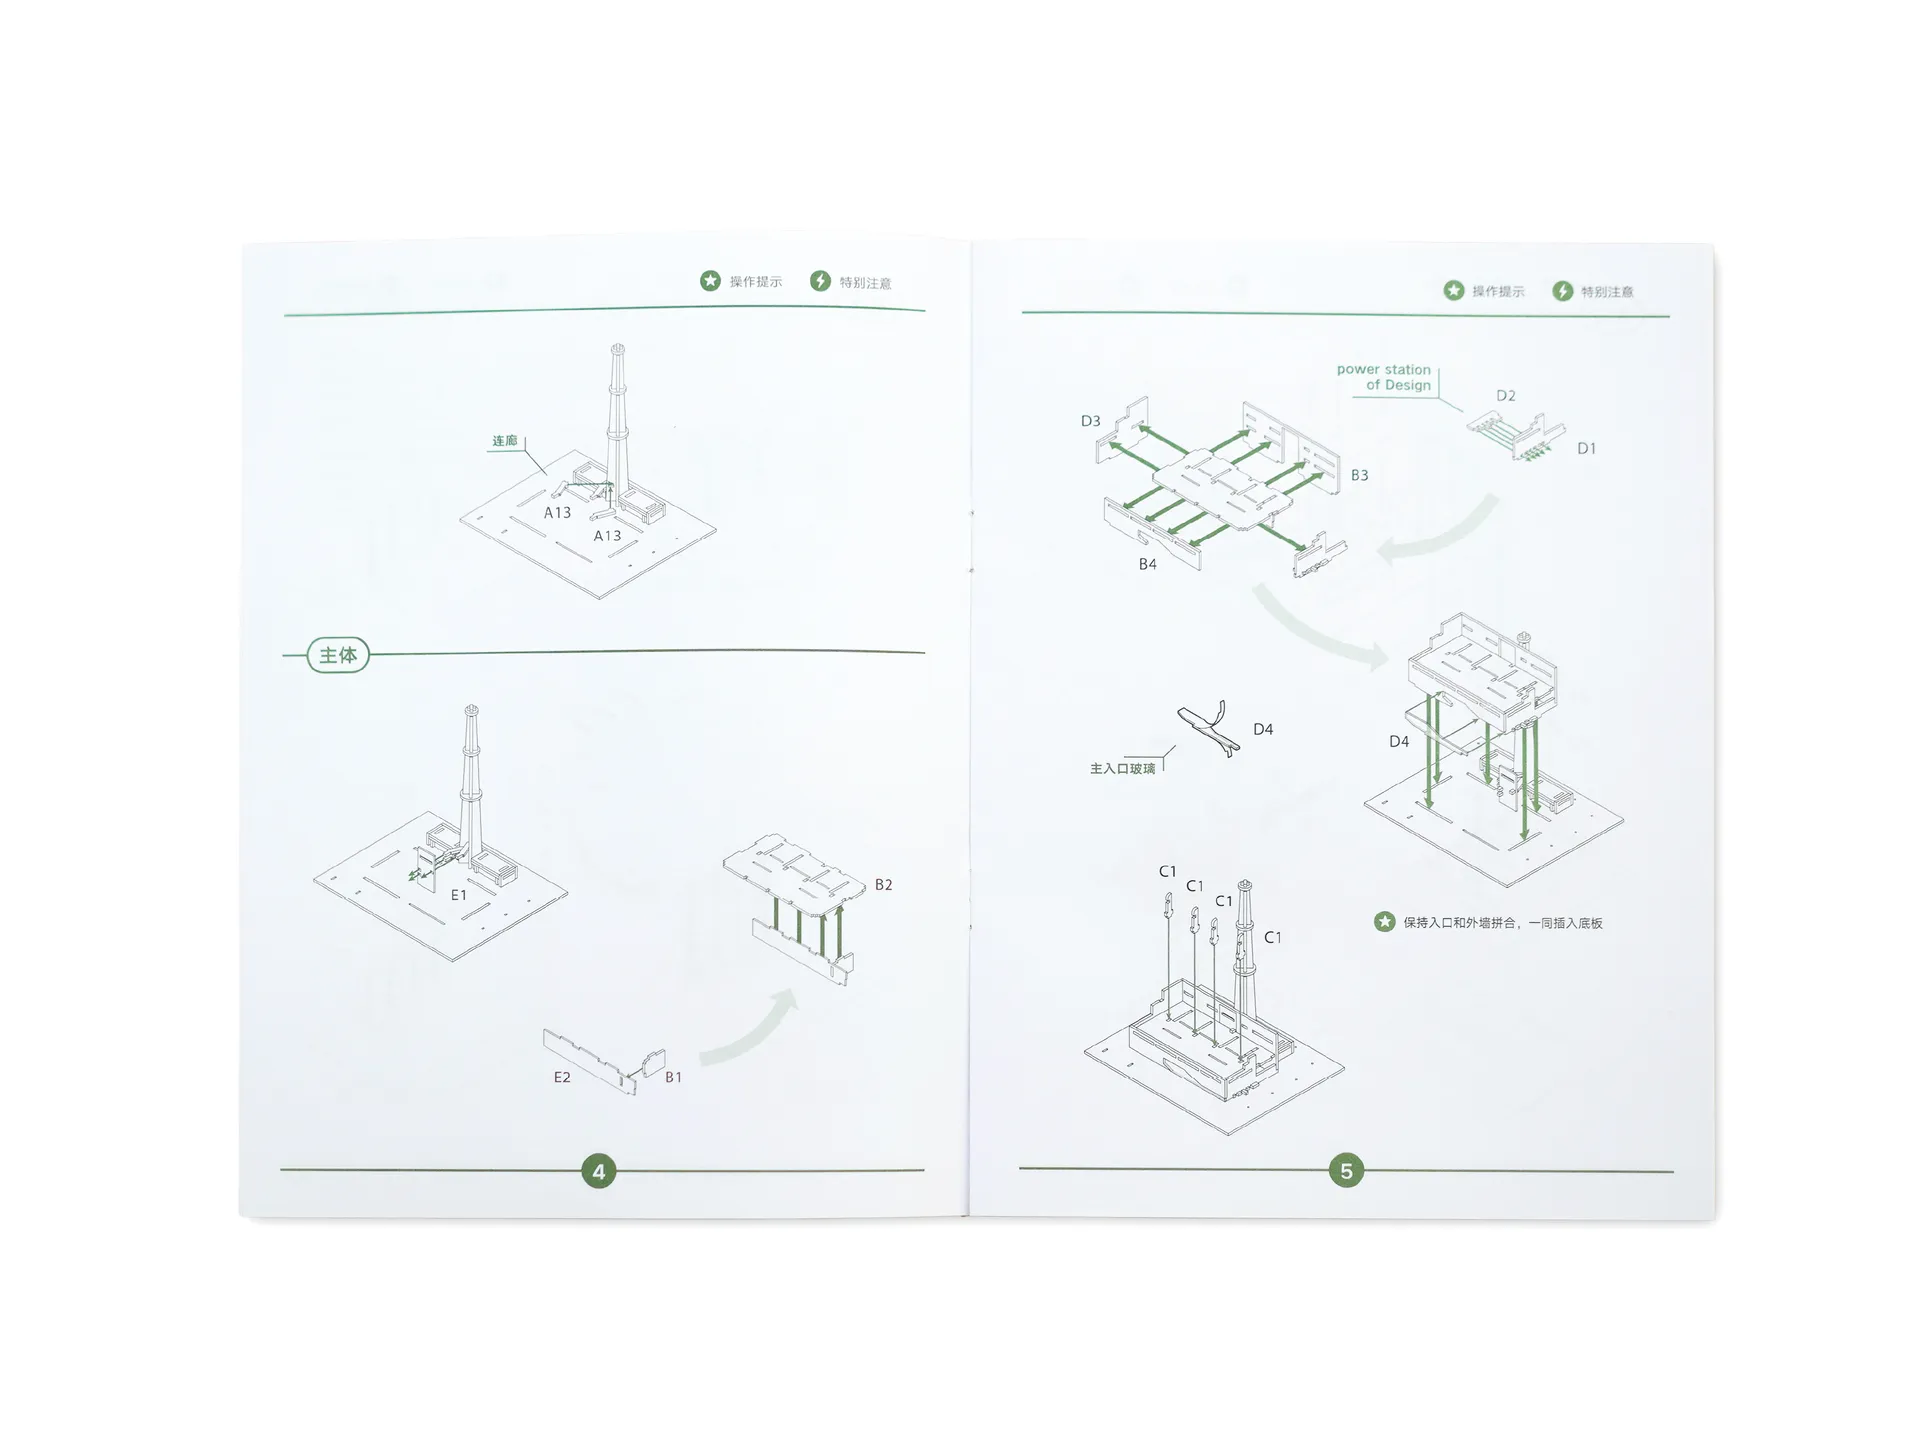 操作提示 特别注意
连廊
A13
A13
主体
E1
B2
E2
B1
4
操作提示 特别注意
power station
of Design
D2
D1
D3
B3
B4
D4
主入口玻璃
D4
C1
C1
C1
C1
保持入口和外墙拼合，一同插入底板
5